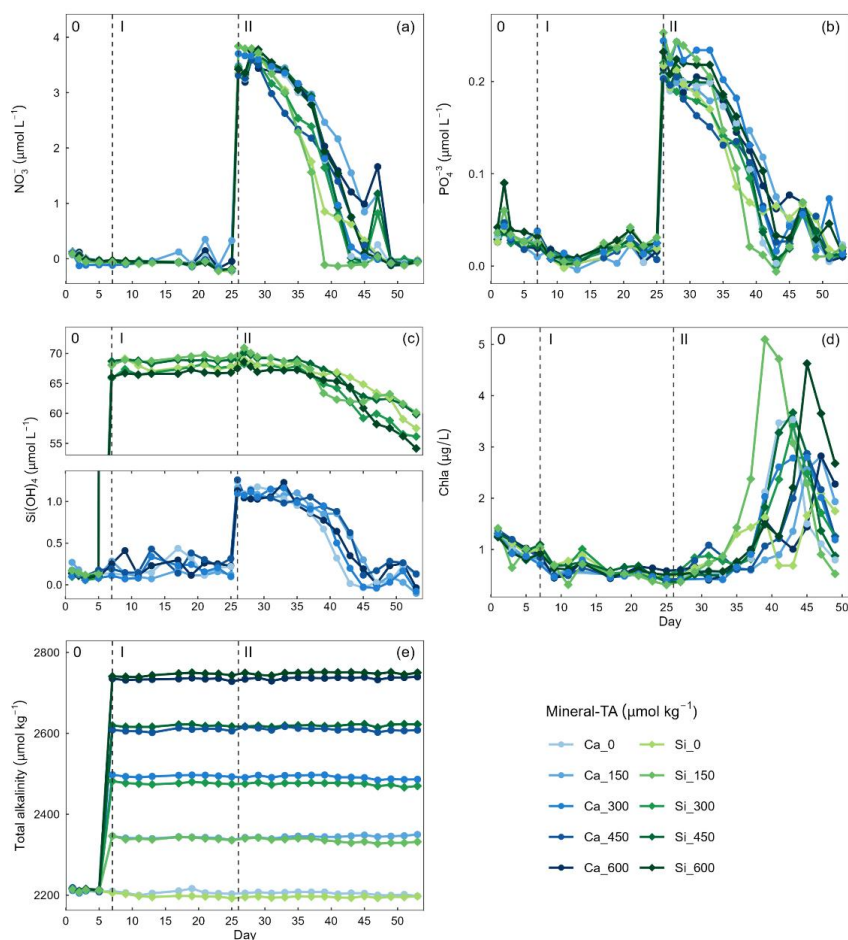 0 I II (a)
NO₃⁻ (μmol L⁻¹)
4
3
2
1
0
0 5 10 15 20 25 30 35 40 45 50
0 I II (b)
PO₄⁻³ (μmol L⁻¹)
0.2
0.1
0.0
0 5 10 15 20 25 30 35 40 45 50
0 I II (c)
70
65
60
55
Si(OH)₄ (μmol L⁻¹)
1.0
0.5
0.0
0 5 10 15 20 25 30 35 40 45 50
0 I II (d)
Chla (μg/L)
5
4
3
2
1
0 5 10 15 20 25 30 35 40 45 50
Day
0 I II (e)
Total alkalinity (μmol kg⁻¹)
2800
2600
2400
2200
0 5 10 15 20 25 30 35 40 45 50
Day
Mineral-TA (μmol kg⁻¹)
Ca_0 Si_0
Ca_150 Si_150
Ca_300 Si_300
Ca_450 Si_450
Ca_600 Si_600